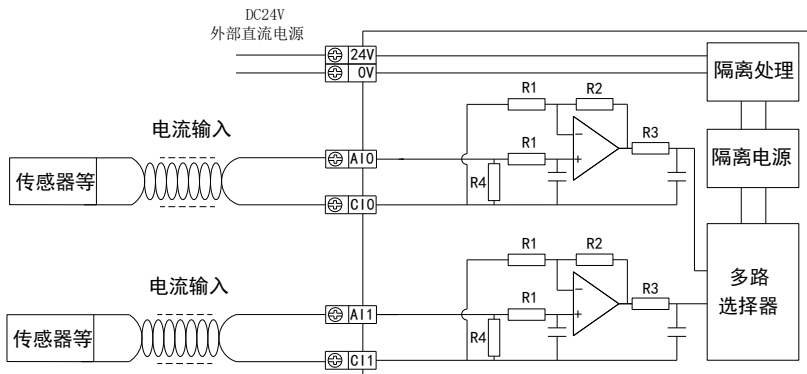 DC24V
外部直流电源
24V
0V
隔离处理
R1
R2
电流输入
R1
R3
AI0
传感器等
R4
隔离电源
CI0
R1
R2
电流输入
R1
R3
多路
选择器
AI1
传感器等
R4
CI1